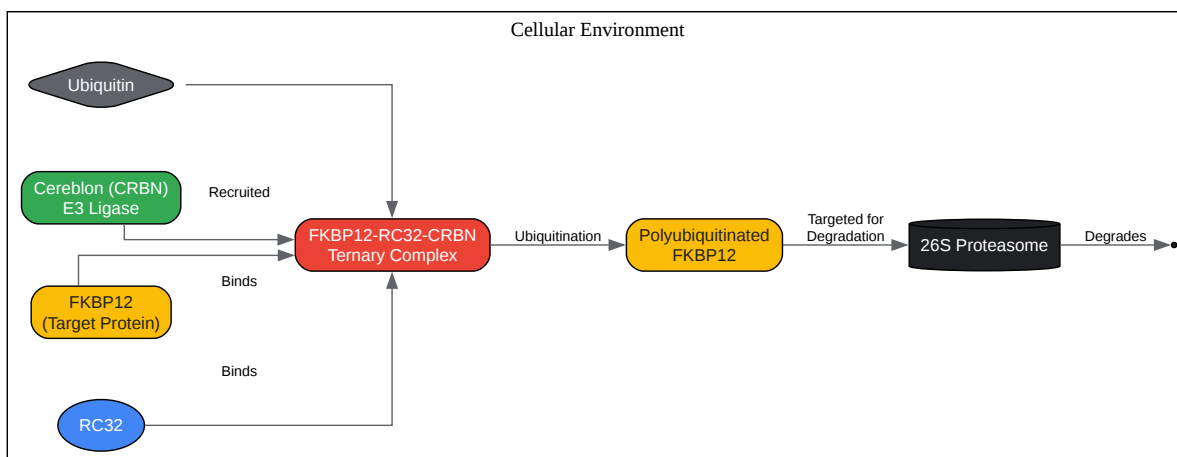 Cellular Environment
Ubiquitin
Cereblon (CRBN)
E3 Ligase
Recruited
FKBP12-RC32-CRBN
Ternary Complex
Ubiquitination
Polyubiquitinated
FKBP12
Targeted for
Degradation
26S Proteasome
Degrades
Binds
FKBP12
(Target Protein)
Binds
RC32